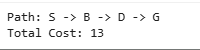 Path: S -> B -> D -> G
Total Cost: 13